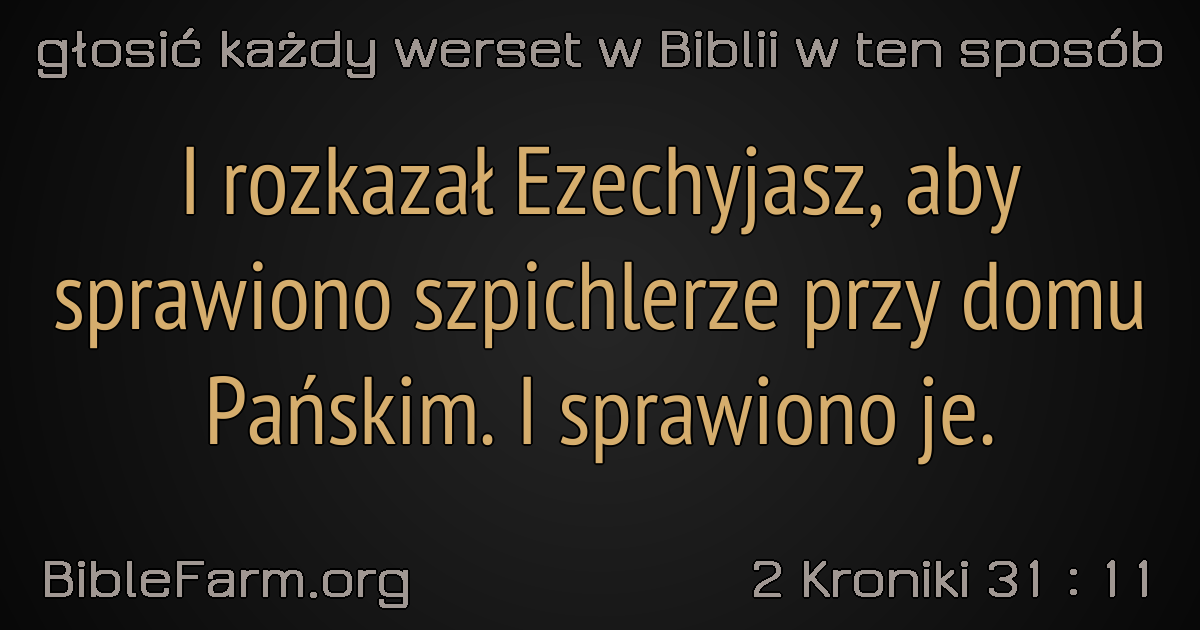 głosić każdy werset w Biblii w ten sposób
I rozkazał Ezechyjasz, aby
sprawiono szpichlerze przy domu
Pańskim. I sprawiono je.
BibleFarm.org
2 Kroniki 31 : 11